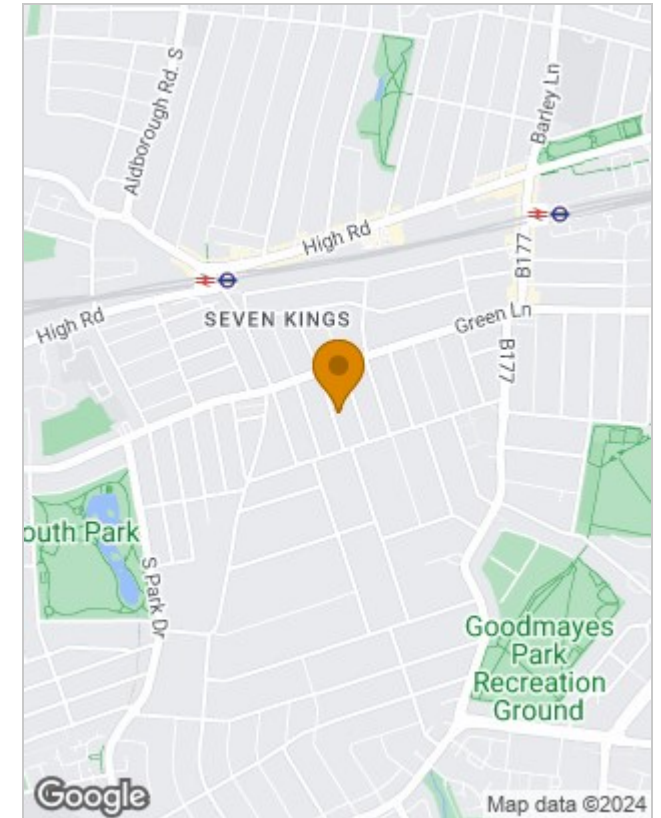 Aldborough Rd. S
Barley Ln
High Rd
B177
High Rd
SEVEN KINGS
Green Ln
B177
outh Park
S Park Dr
Goodmayes
Park
Recreation
Ground
Google
Map data ©2024